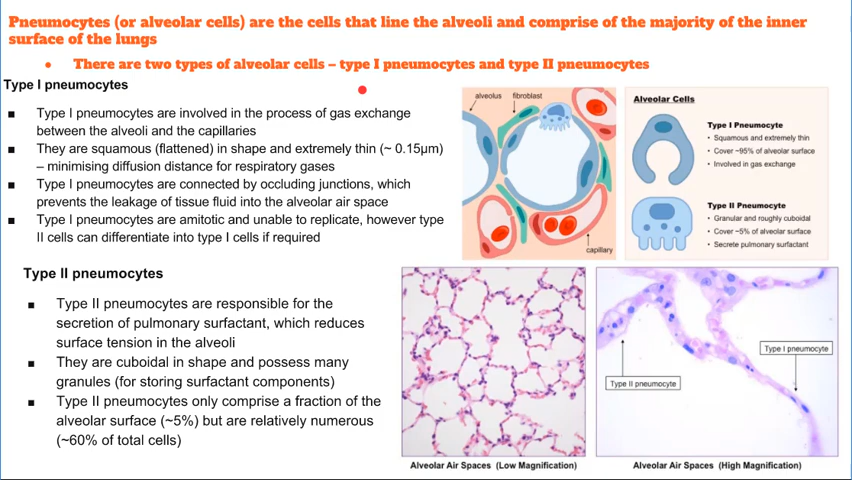 Pneumocytes (or alveolar cells) are the cells that line the alveoli and comprise of the majority of the inner
surface of the lungs
• There are two types of alveolar cells – type I pneumocytes and type II pneumocytes
Type I pneumocytes
▪ Type I pneumocytes are involved in the process of gas exchange
between the alveoli and the capillaries
▪ They are squamous (flattened) in shape and extremely thin (~ 0.15µm)
– minimising diffusion distance for respiratory gases
▪ Type I pneumocytes are connected by occluding junctions, which
prevents the leakage of tissue fluid into the alveolar air space
▪ Type I pneumocytes are amitotic and unable to replicate, however type
II cells can differentiate into type I cells if required
alveolus
fibroblast
capillary
Alveolar Cells
Type I Pneumocyte
• Squamous and extremely thin
• Cover ~95% of alveolar surface
• Involved in gas exchange
Type II Pneumocyte
• Granular and roughly cuboidal
• Cover ~5% of alveolar surface
• Secrete pulmonary surfactant
Type II pneumocytes
▪ Type II pneumocytes are responsible for the
secretion of pulmonary surfactant, which reduces
surface tension in the alveoli
▪ They are cuboidal in shape and possess many
granules (for storing surfactant components)
▪ Type II pneumocytes only comprise a fraction of the
alveolar surface (~5%) but are relatively numerous
(~60% of total cells)
Type II pneumocyte
Type I pneumocyte
Alveolar Air Spaces (Low Magnification)
Alveolar Air Spaces (High Magnification)